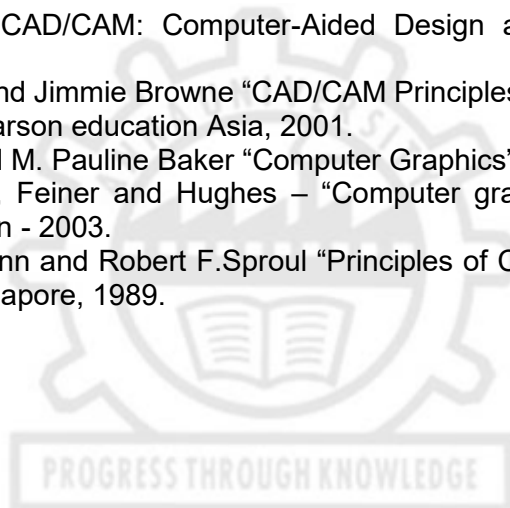 CAD/CAM: Computer-Aided Design a
nd Jimmie Browne “CAD/CAM Principles
arson education Asia, 2001.
M. Pauline Baker “Computer Graphics”
Feiner and Hughes – “Computer gra
n - 2003.
nn and Robert F.Sproul “Principles of C
apore, 1989.
PROGRESS THROUGH KNOWLEDGE